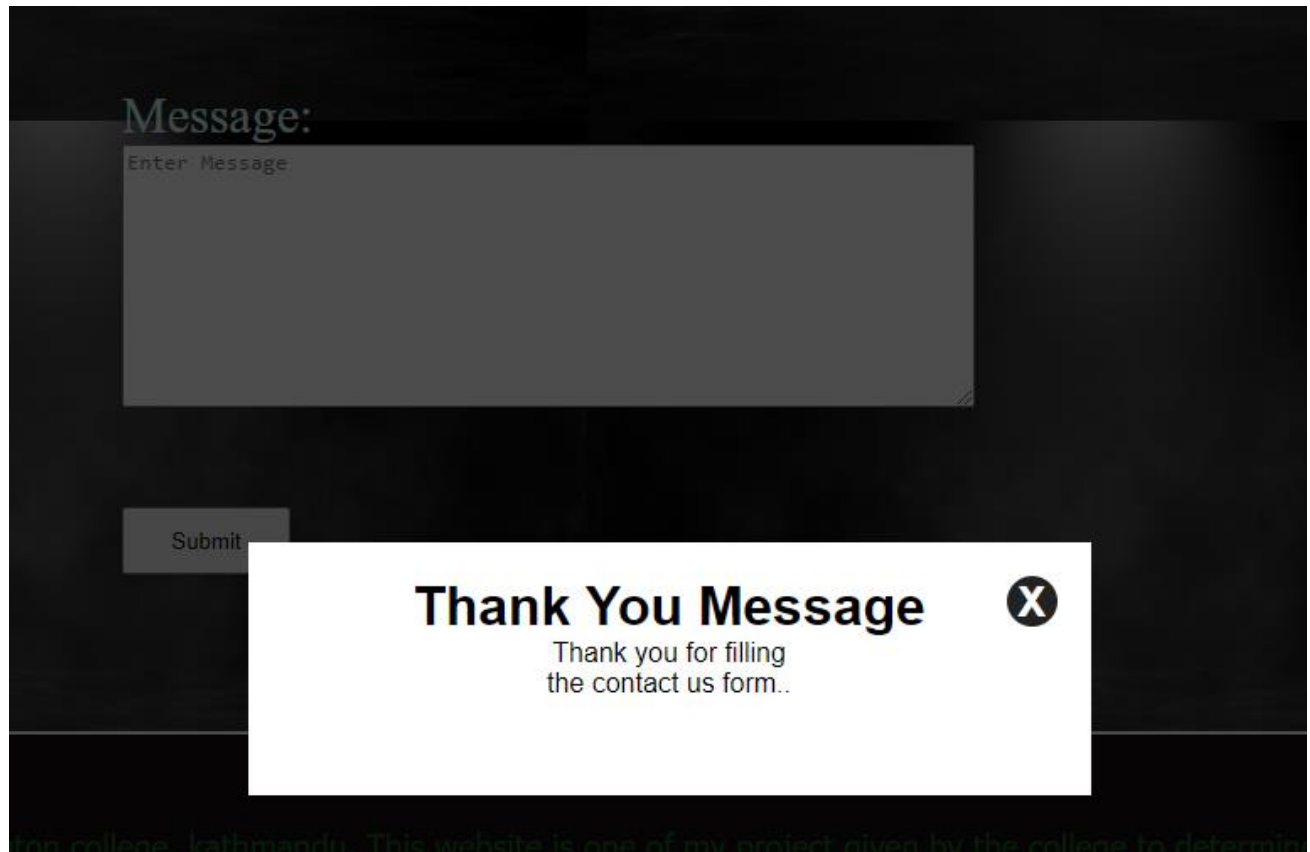 Message:
Enter Message
Submit
Thank You Message
X
Thank you for filling
the contact us form..
college, kathmandu. This website is one of my project given by the college to determine